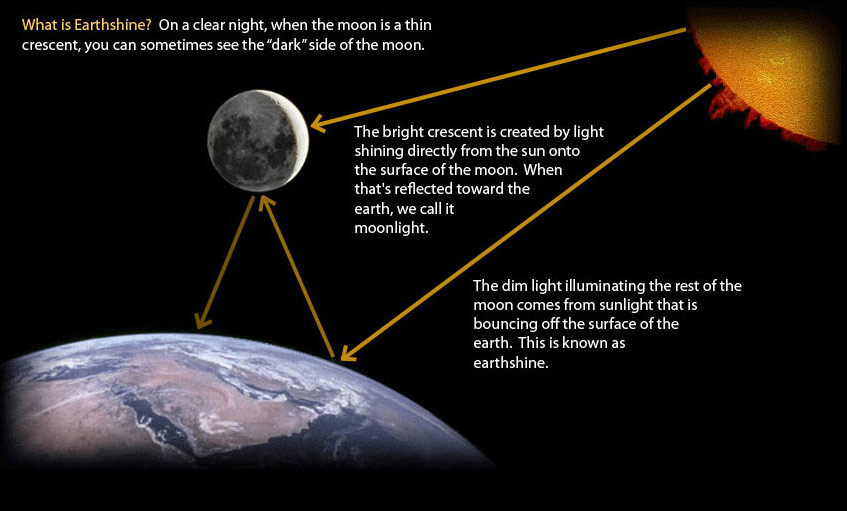 What is Earthshine?  On a clear night, when the moon is a thin
crescent, you can sometimes see the “dark” side of the moon.
The bright crescent is created by light
shining directly from the sun onto
the surface of the moon.  When
that's reflected toward the
earth, we call it
moonlight.
The dim light illuminating the rest of the
moon comes from sunlight that is
bouncing off the surface of the
earth.  This is known as
earthshine.